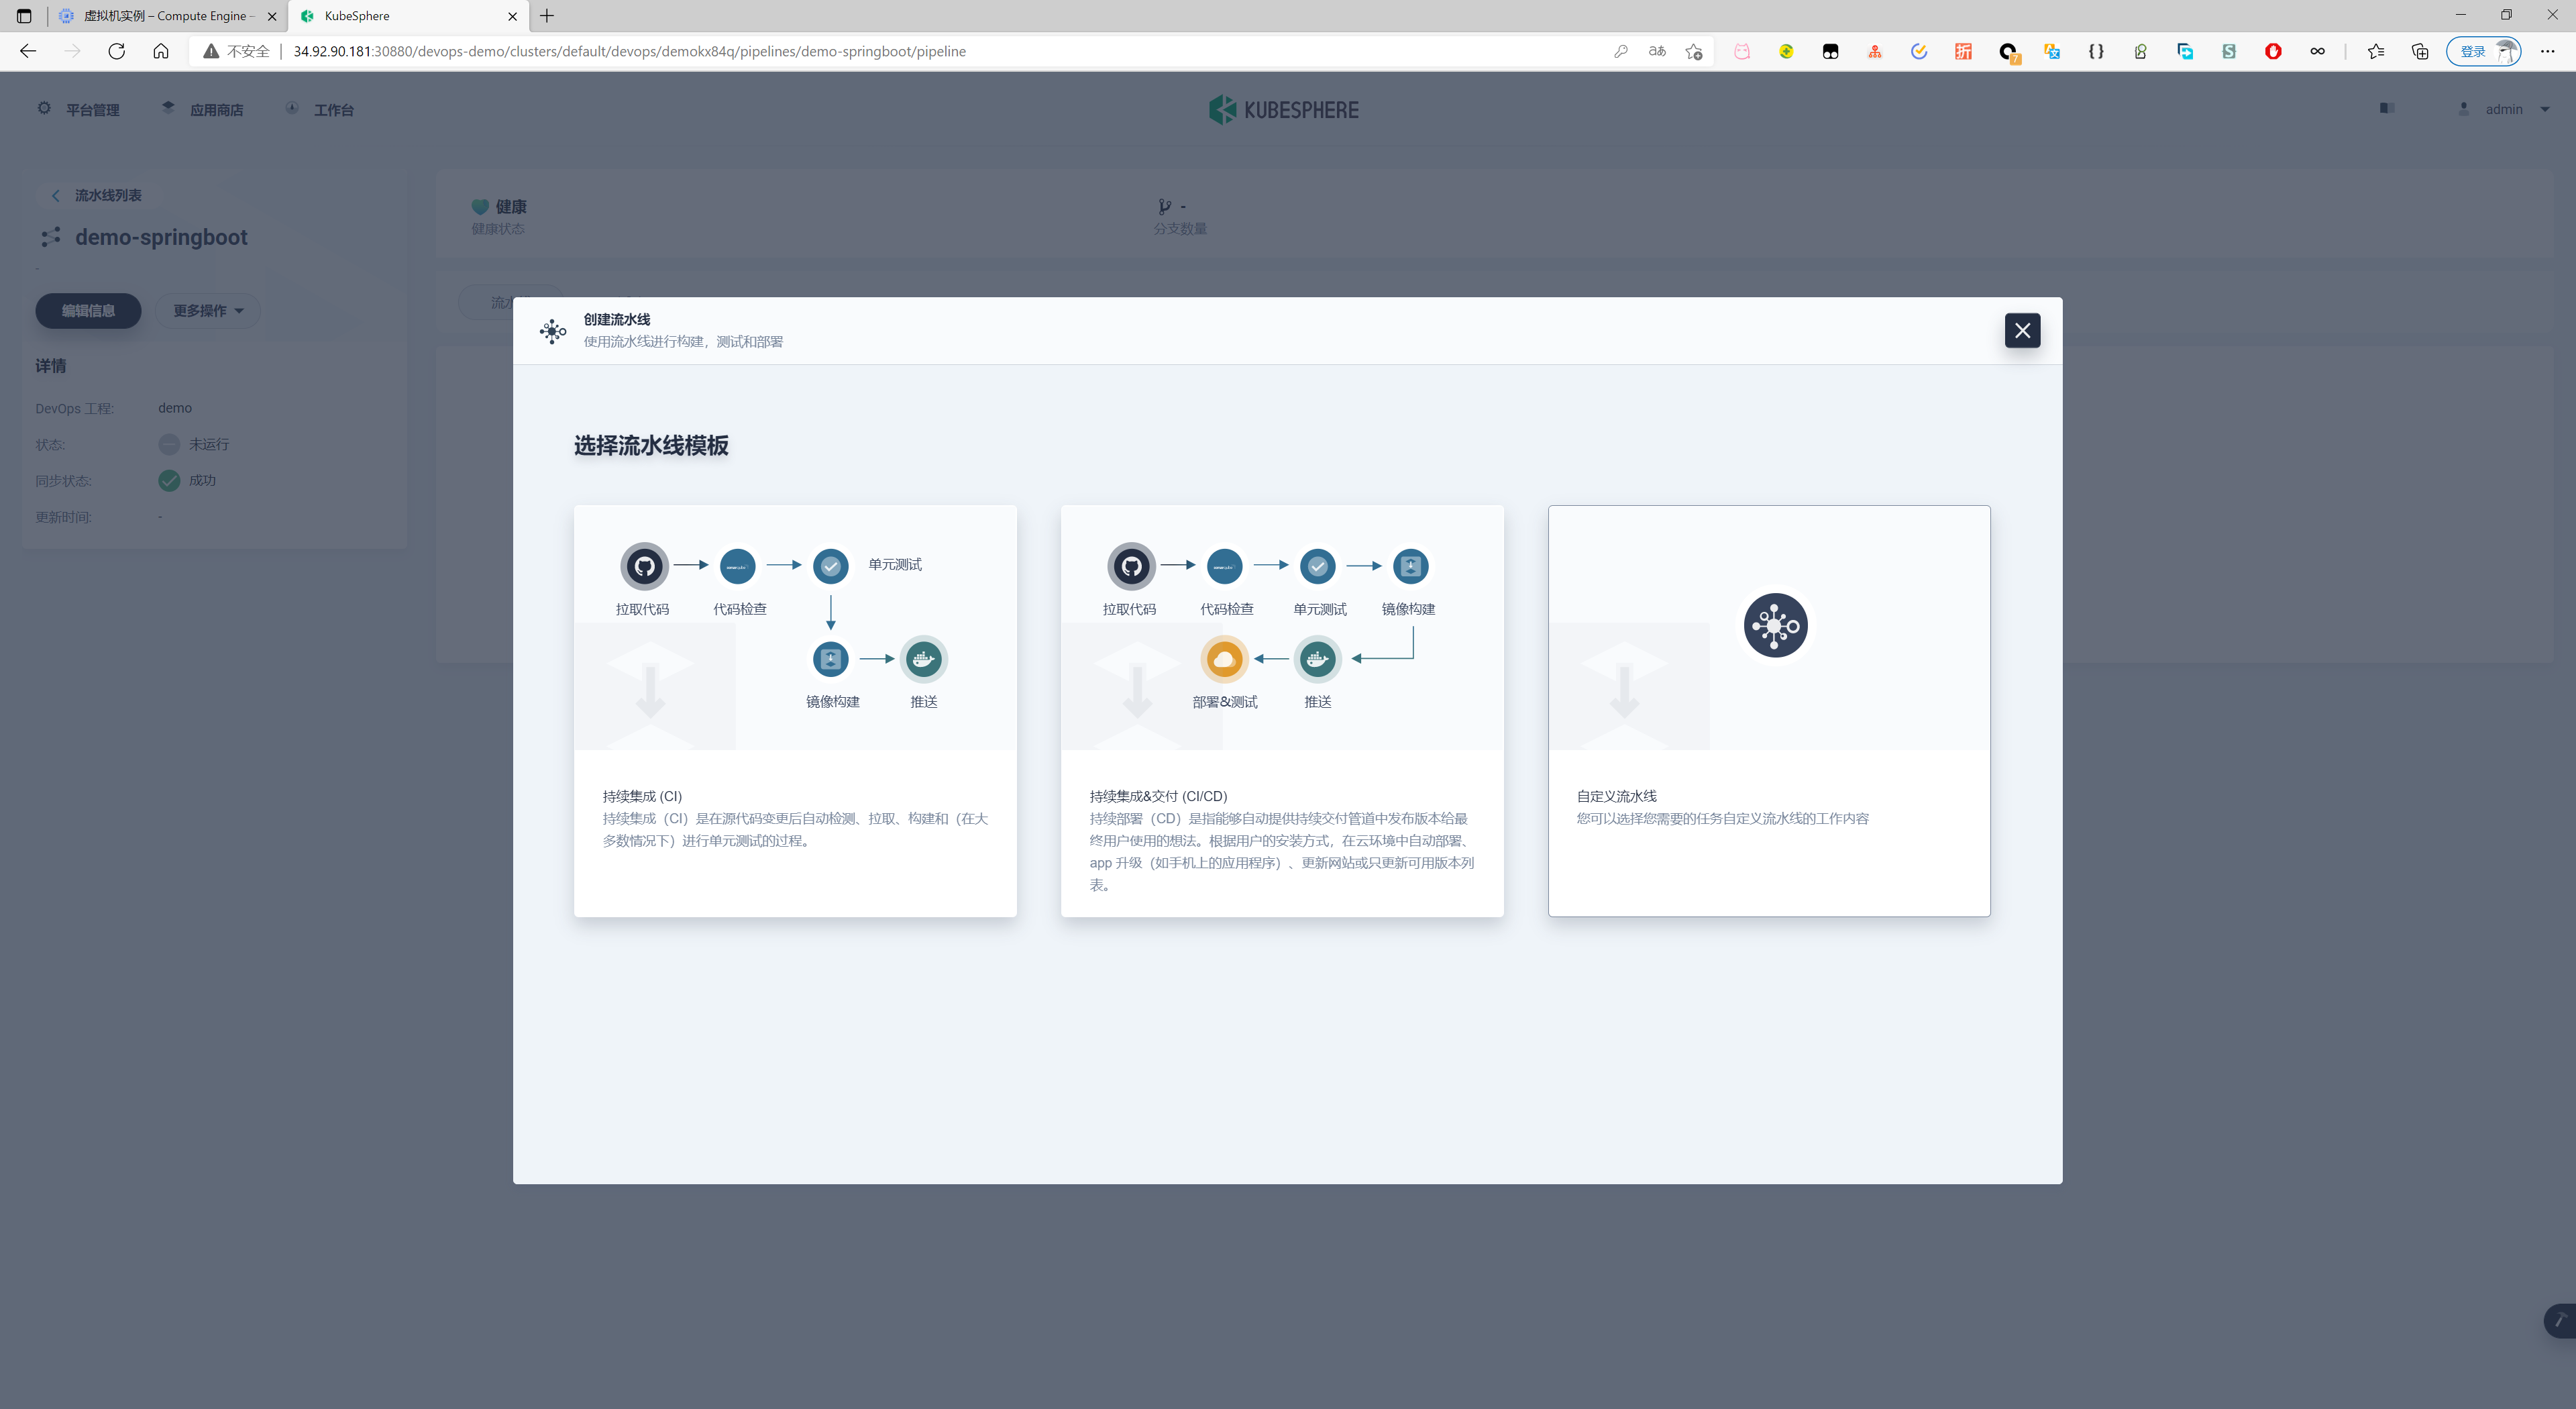 虚拟机实例 – Compute Engine –
KubeSphere
不安全
34.92.90.181:30880/devops-demo/clusters/default/devops/demokx84q/pipelines/demo-springboot/pipeline
登录
平台管理
应用商店
工作台
KUBESPHERE
admin
流水线列表
demo-springboot
-
编辑信息
更多操作
详情
DevOps 工程:
demo
状态:
未运行
同步状态:
成功
更新时间:
-
健康
健康状态
-
分支数量
创建流水线
使用流水线进行构建，测试和部署
选择流水线模板
拉取代码
代码检查
单元测试
镜像构建
推送
持续集成 (CI)
持续集成（CI）是在源代码变更后自动检测、拉取、构建和（在大
多数情况下）进行单元测试的过程。
拉取代码
代码检查
单元测试
镜像构建
部署&测试
推送
持续集成&交付 (CI/CD)
持续部署（CD）是指能够自动提供持续交付管道中发布版本给最
终用户使用的想法。根据用户的安装方式，在云环境中自动部署、
app 升级（如手机上的应用程序）、更新网站或只更新可用版本列
表。
自定义流水线
您可以选择您需要的任务自定义流水线的工作内容